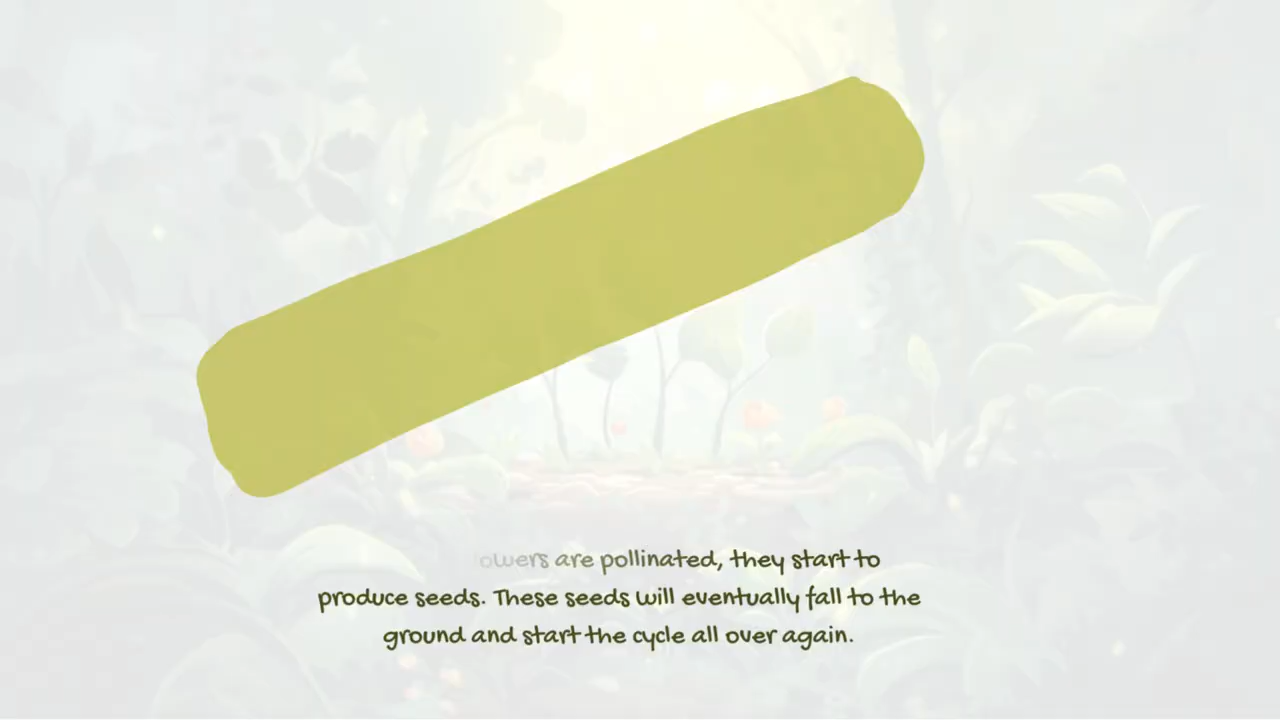 are pollinated, they start to
produce seeds. These seeds will eventually fall to the
ground and start the cycle all over again.